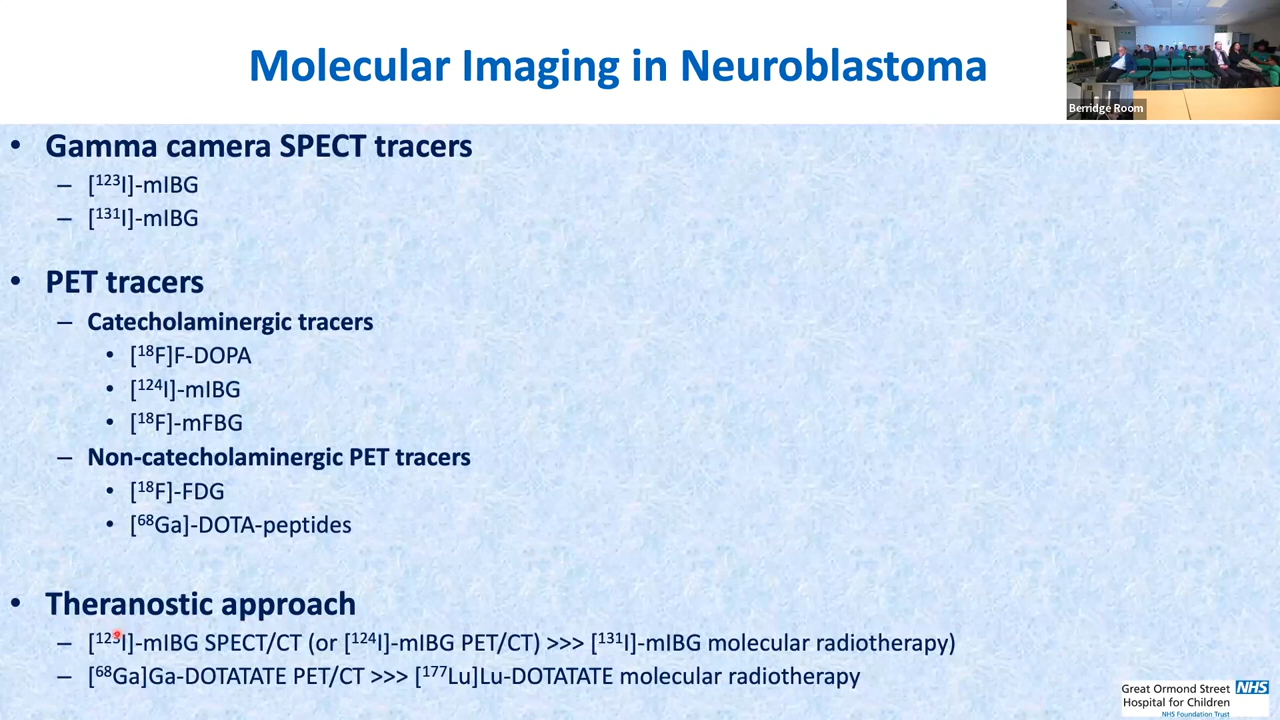 Molecular Imaging in Neuroblastoma
Berridge Room
• Gamma camera SPECT tracers
– [¹²³I]-mIBG
– [¹³¹I]-mIBG
• PET tracers
– Catecholaminergic tracers
• [¹⁸F]F-DOPA
• [¹²⁴I]-mIBG
• [¹⁸F]-mFBG
– Non-catecholaminergic PET tracers
• [¹⁸F]-FDG
• [⁶⁸Ga]-DOTA-peptides
• Theranostic approach
– [¹²³I]-mIBG SPECT/CT (or [¹²⁴I]-mIBG PET/CT) >>> [¹³¹I]-mIBG molecular radiotherapy)
– [⁶⁸Ga]Ga-DOTATATE PET/CT >>> [¹⁷⁷Lu]Lu-DOTATATE molecular radiotherapy
Great Ormond Street NHS
Hospital for Children
NHS Foundation Trust